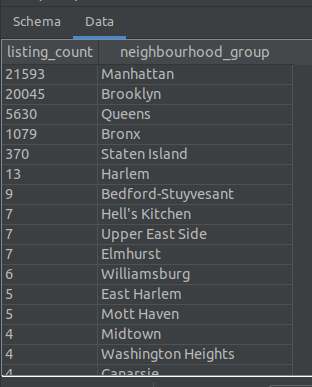 Schema Data
listing_count neighbourhood_group
21593 Manhattan
20045 Brooklyn
5630 Queens
1079 Bronx
370 Staten Island
13 Harlem
9 Bedford-Stuyvesant
7 Hell's Kitchen
7 Upper East Side
7 Elmhurst
6 Williamsburg
5 East Harlem
5 Mott Haven
4 Midtown
4 Washington Heights
4 Canarsie